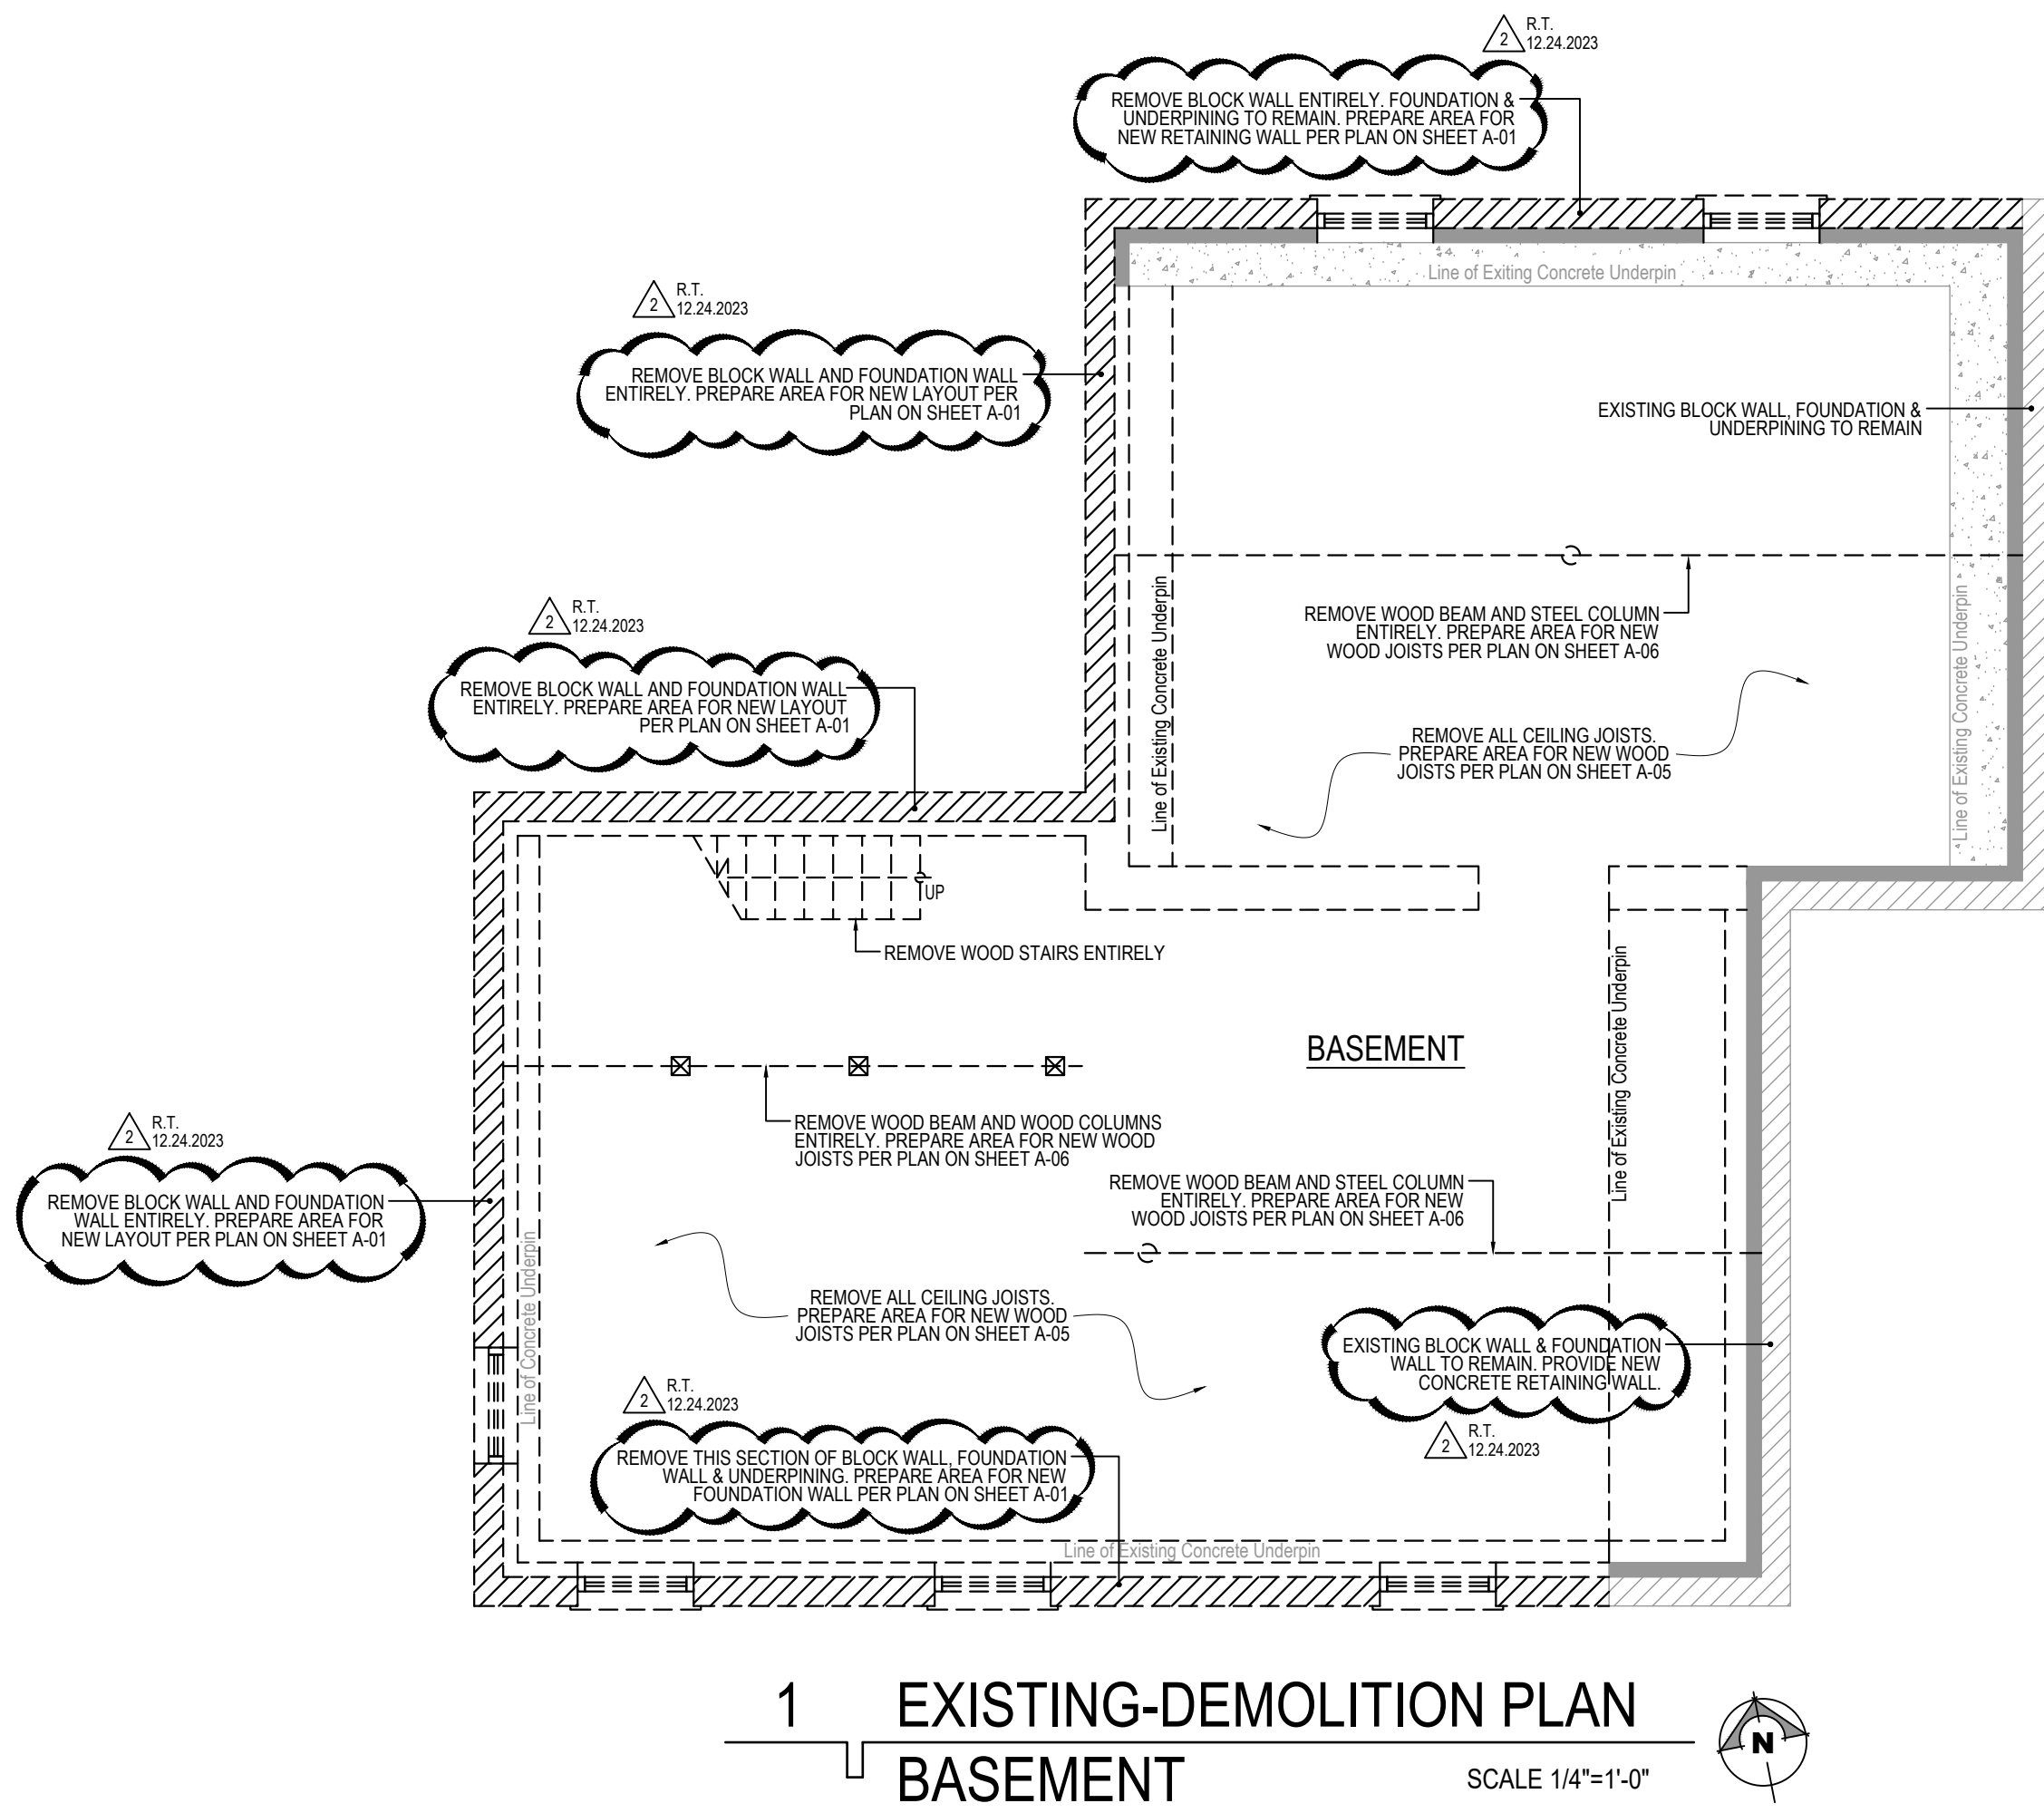 2
R.T.
12.24.2023
REMOVE BLOCK WALL ENTIRELY. FOUNDATION &
UNDERPINING TO REMAIN. PREPARE AREA FOR
NEW RETAINING WALL PER PLAN ON SHEET A-01
Line of Exiting Concrete Underpin
2
R.T.
12.24.2023
REMOVE BLOCK WALL AND FOUNDATION WALL
ENTIRELY. PREPARE AREA FOR NEW LAYOUT PER
PLAN ON SHEET A-01
EXISTING BLOCK WALL, FOUNDATION &
UNDERPINING TO REMAIN
2
R.T.
12.24.2023
REMOVE BLOCK WALL AND FOUNDATION WALL
ENTIRELY. PREPARE AREA FOR NEW LAYOUT
PER PLAN ON SHEET A-01
Line of Existing Concrete Underpin
REMOVE WOOD BEAM AND STEEL COLUMN
ENTIRELY. PREPARE AREA FOR NEW
WOOD JOISTS PER PLAN ON SHEET A-06
Line of Existing Concrete Underpin
REMOVE ALL CEILING JOISTS.
PREPARE AREA FOR NEW WOOD
JOISTS PER PLAN ON SHEET A-05
UP
REMOVE WOOD STAIRS ENTIRELY
BASEMENT
Line of Existing Concrete Underpin
REMOVE WOOD BEAM AND WOOD COLUMNS
ENTIRELY. PREPARE AREA FOR NEW WOOD
JOISTS PER PLAN ON SHEET A-06
2
R.T.
12.24.2023
REMOVE BLOCK WALL AND FOUNDATION
WALL ENTIRELY. PREPARE AREA FOR
NEW LAYOUT PER PLAN ON SHEET A-01
REMOVE WOOD BEAM AND STEEL COLUMN
ENTIRELY. PREPARE AREA FOR NEW
WOOD JOISTS PER PLAN ON SHEET A-06
Line of Concrete Underpin
REMOVE ALL CEILING JOISTS.
PREPARE AREA FOR NEW WOOD
JOISTS PER PLAN ON SHEET A-05
EXISTING BLOCK WALL & FOUNDATION
WALL TO REMAIN. PROVIDE NEW
CONCRETE RETAINING WALL.
2
R.T.
12.24.2023
2
R.T.
12.24.2023
REMOVE THIS SECTION OF BLOCK WALL, FOUNDATION
WALL & UNDERPINING. PREPARE AREA FOR NEW
FOUNDATION WALL PER PLAN ON SHEET A-01
Line of Existing Concrete Underpin
1 EXISTING-DEMOLITION PLAN
BASEMENT
SCALE 1/4"=1'-0"
N